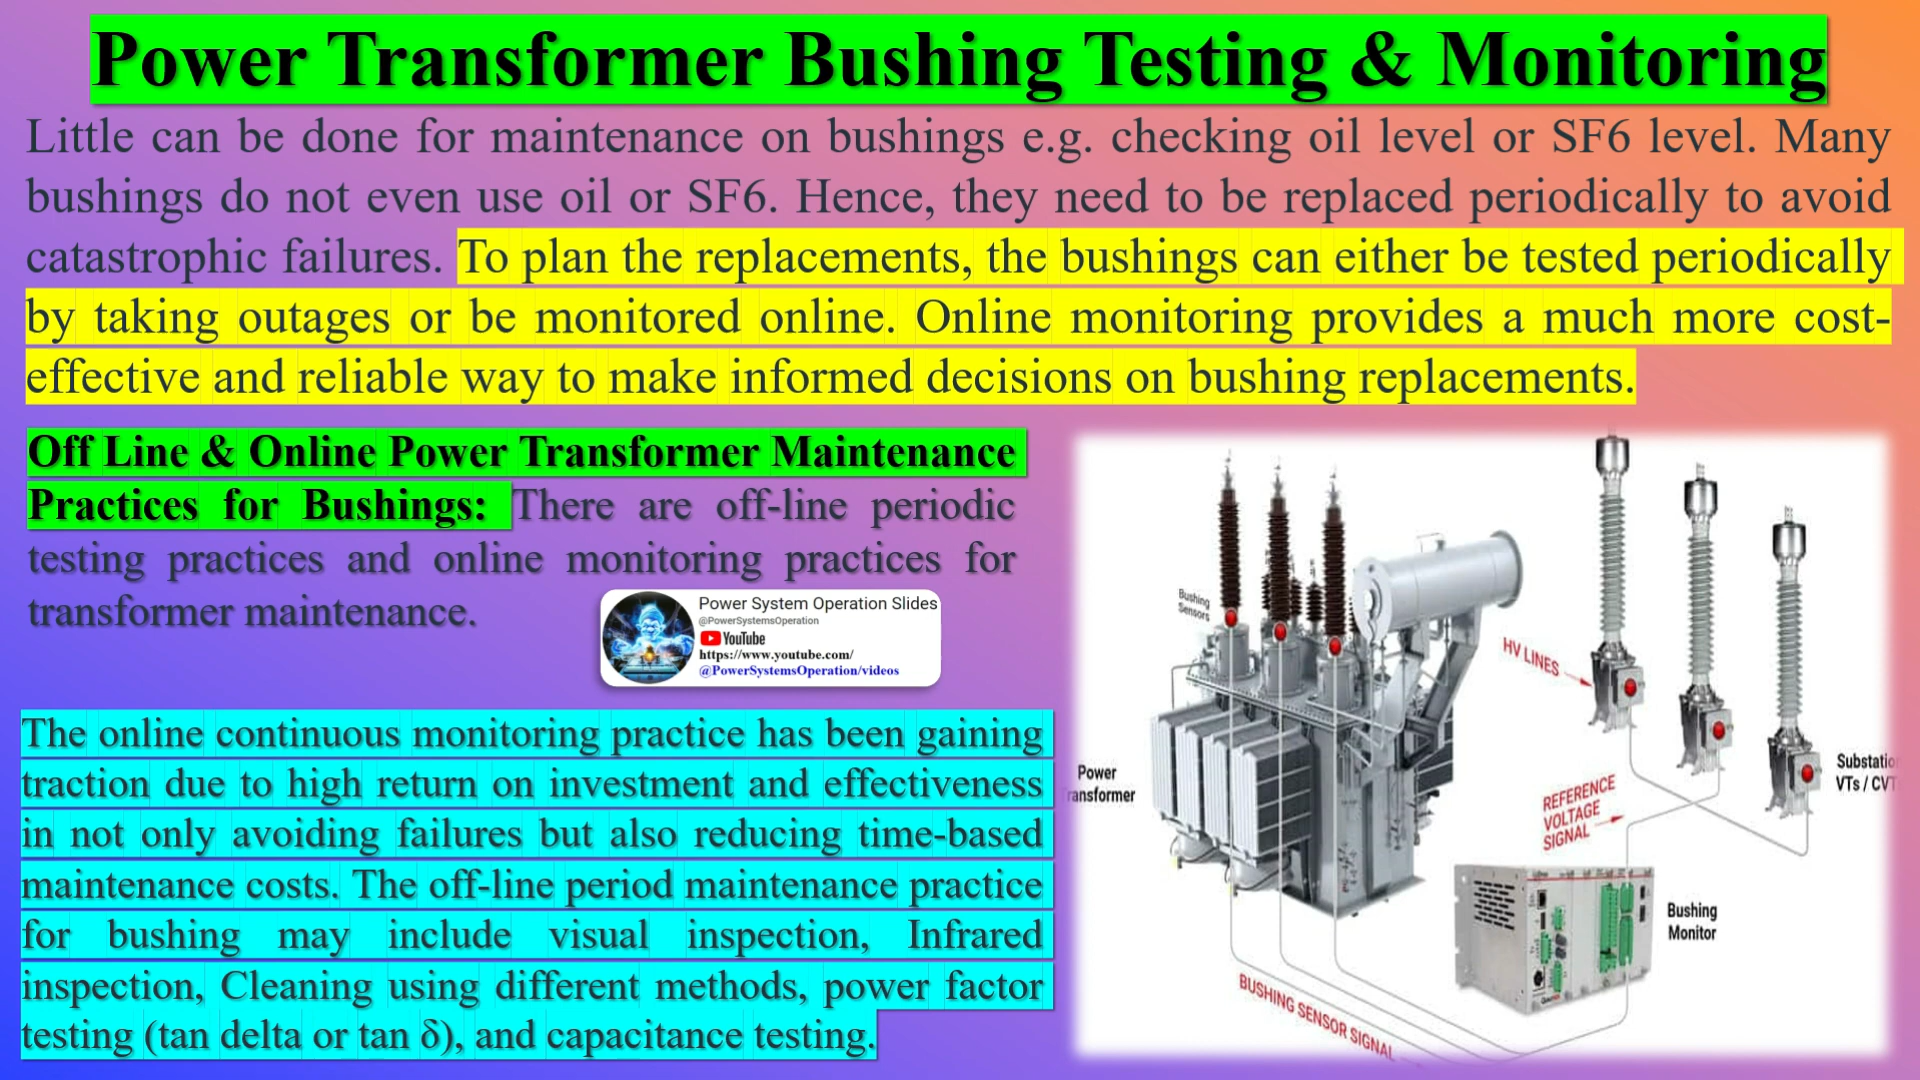 Power Transformer Bushing Testing & Monitoring
Little can be done for maintenance on bushings e.g. checking oil level or SF6 level. Many
bushings do not even use oil or SF6. Hence, they need to be replaced periodically to avoid
catastrophic failures. To plan the replacements, the bushings can either be tested periodically
by taking outages or be monitored online. Online monitoring provides a much more cost-
effective and reliable way to make informed decisions on bushing replacements.
Off Line & Online Power Transformer Maintenance
Practices for Bushings: There are off-line periodic
testing practices and online monitoring practices for
transformer maintenance.
Power System Operation Slides
@PowerSystemsOperation
YouTube
https://www.youtube.com/
@PowerSystemsOperation/videos
The online continuous monitoring practice has been gaining
traction due to high return on investment and effectiveness
in not only avoiding failures but also reducing time-based
maintenance costs. The off-line period maintenance practice
for bushing may include visual inspection, Infrared
inspection, Cleaning using different methods, power factor
testing (tan delta or tan δ), and capacitance testing.
Bushing
Sensors
HV LINES
Power
ransformer
Substatio
VTs / CVT
REFERENCE
VOLTAGE
SIGNAL
Bushing
Monitor
BUSHING SENSOR SIGNAL